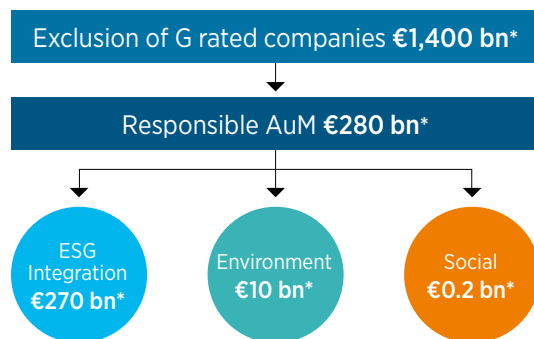 Exclusion of G rated companies €1,400 bn*
Responsible AuM €280 bn*
ESG
Integration
€270 bn*
Environment
€10 bn*
Social
€0.2 bn*